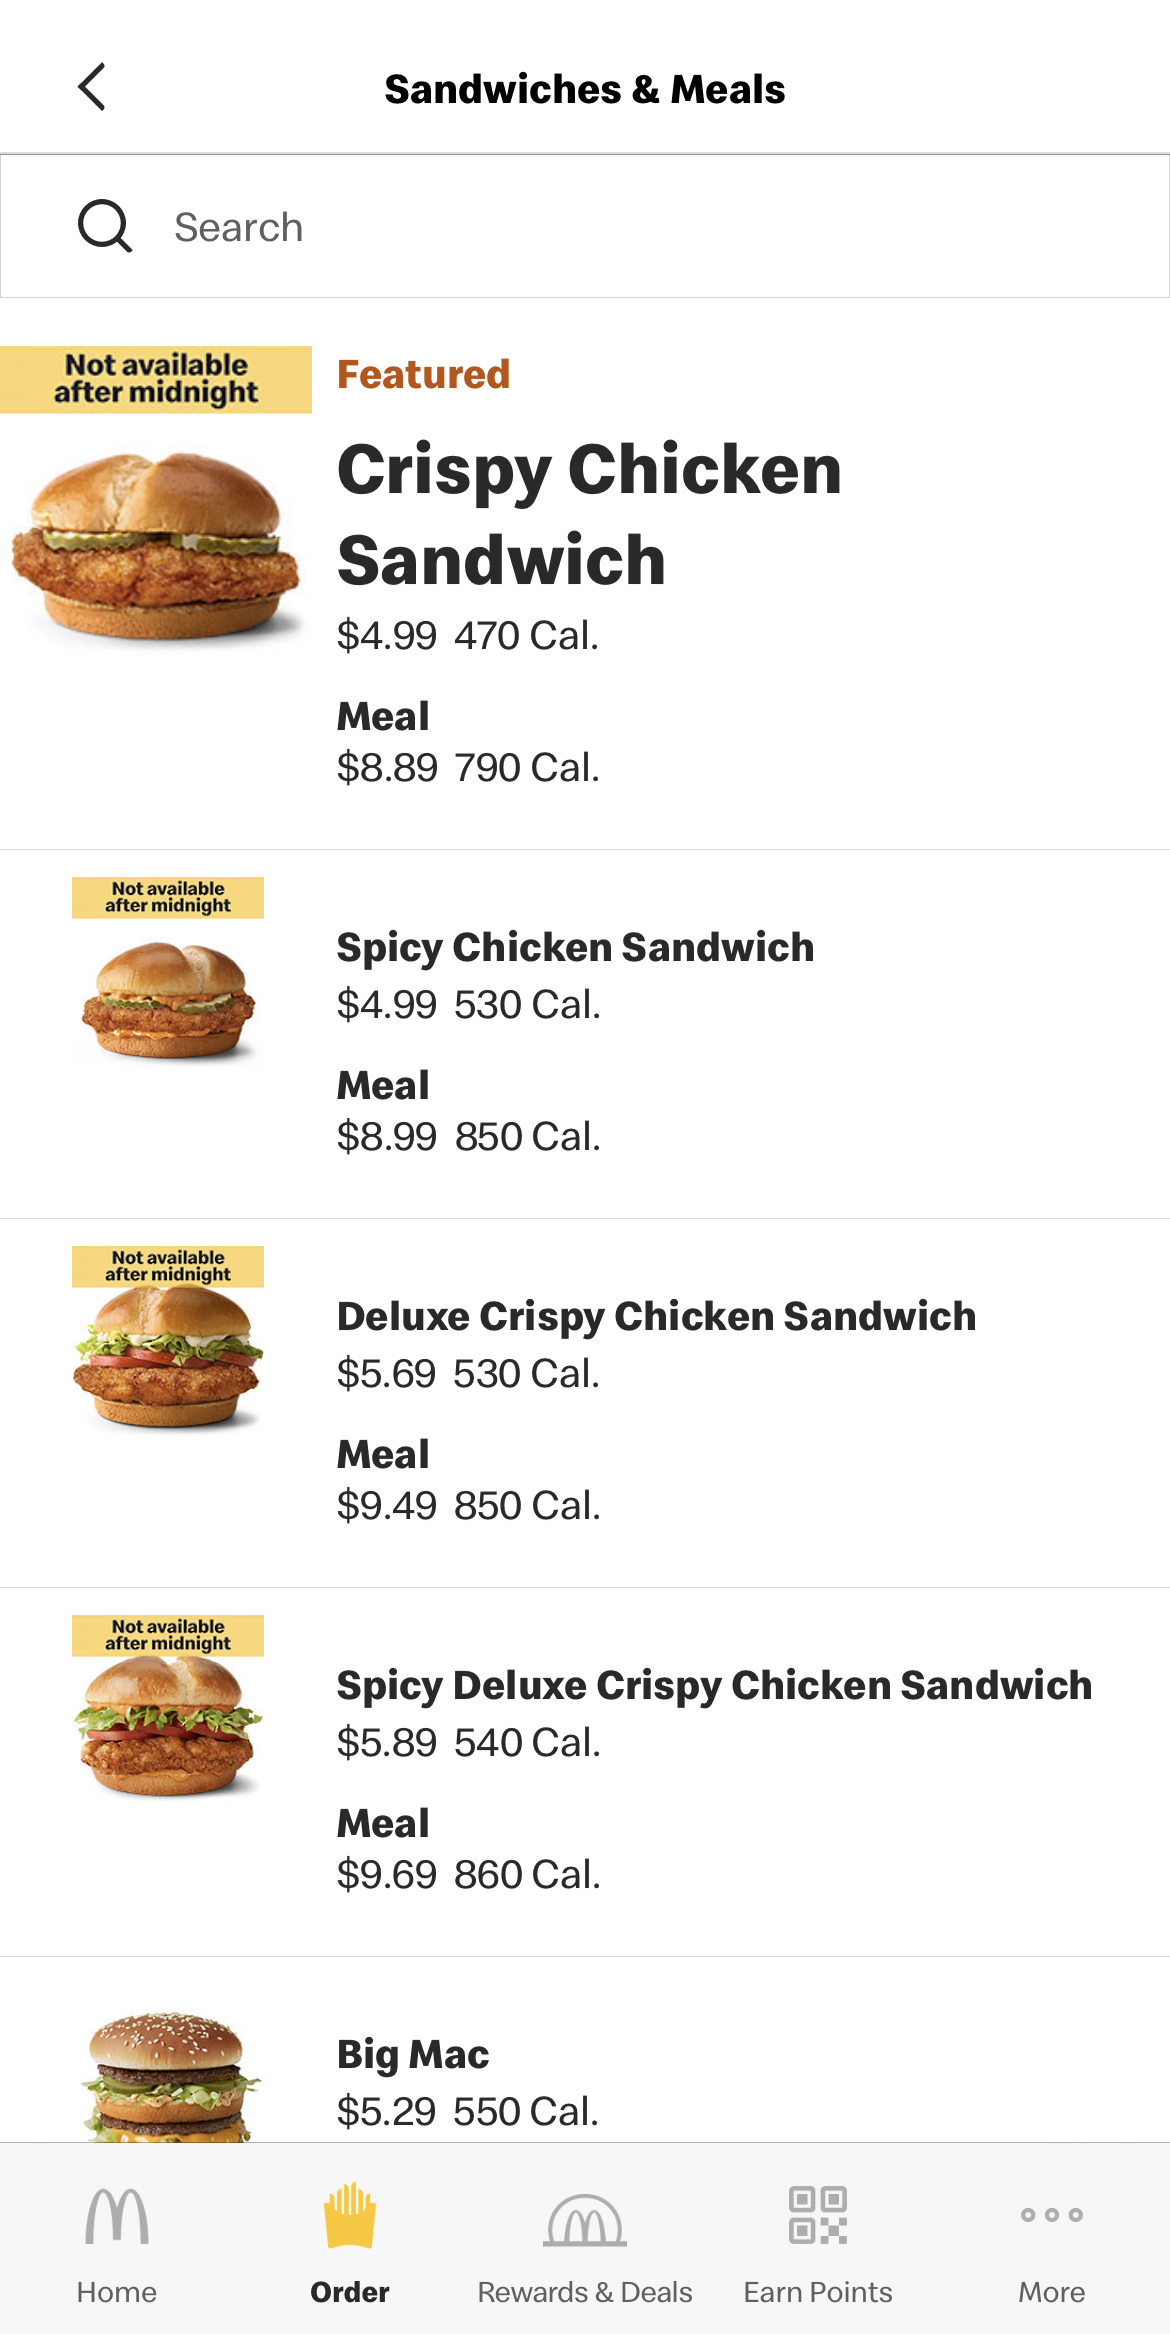 Sandwiches & Meals
Search
Not available
after midnight
Featured
Crispy Chicken
Sandwich
$4.99 470 Cal.
Meal
$8.89 790 Cal.
Not available
after midnight
Spicy Chicken Sandwich
$4.99 530 Cal.
Meal
$8.99 850 Cal.
Not available
after midnight
Deluxe Crispy Chicken Sandwich
$5.69 530 Cal.
Meal
$9.49 850 Cal.
Not available
after midnight
Spicy Deluxe Crispy Chicken Sandwich
$5.89 540 Cal.
Meal
$9.69 860 Cal.
Big Mac
$5.29 550 Cal.
Home
Order
Rewards & Deals
Earn Points
More